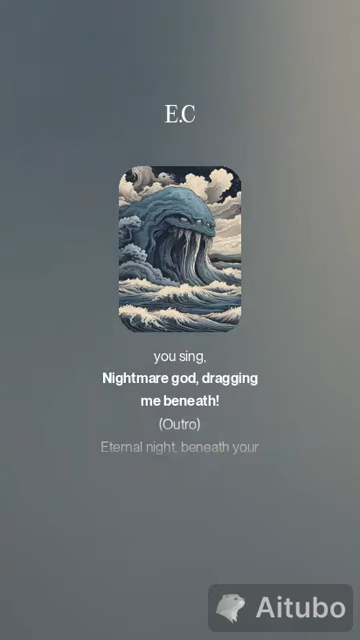 E.C
you sing,
Nightmare god, dragging
me beneath!
(Outro)
Eternal night, beneath your
Aitubo